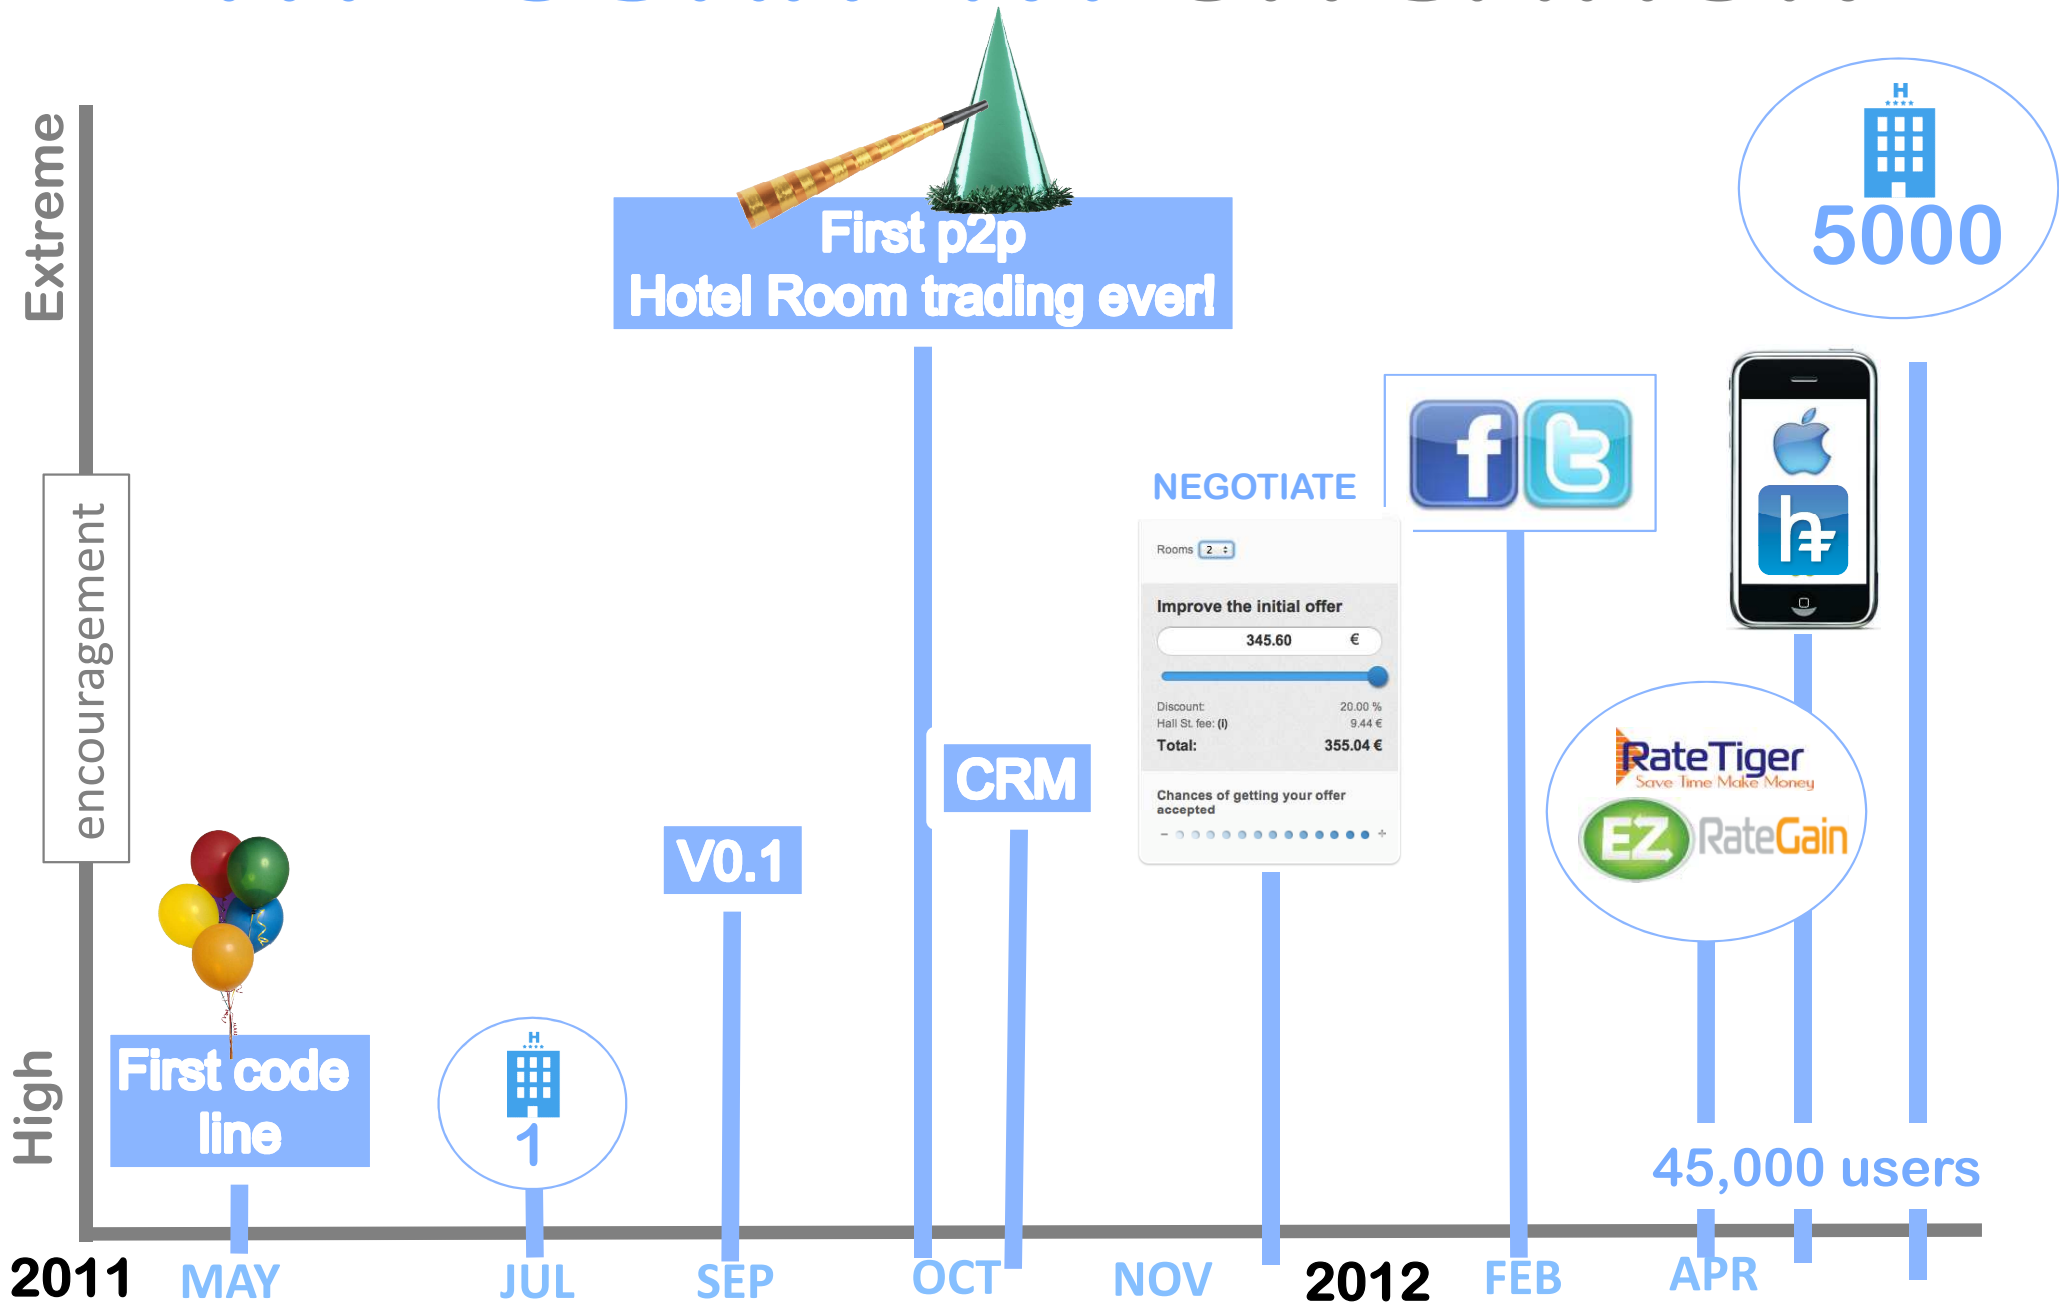 Extreme
encouragement
High
First p2p
Hotel Room trading ever!
H
5000
NEGOTIATE
Rooms 2
Improve the initial offer
345.60 €
Discount: 20.00 %
Hall St. fee: (i) 9.44 €
Total: 355.04 €
Chances of getting your offer
accepted
- +
f
t
CRM
V0.1
RateTiger
Save Time Make Money
EZ RateGain
First code
line
H
1
45,000 users
2011 MAY JUL SEP OCT NOV 2012 FEB APR